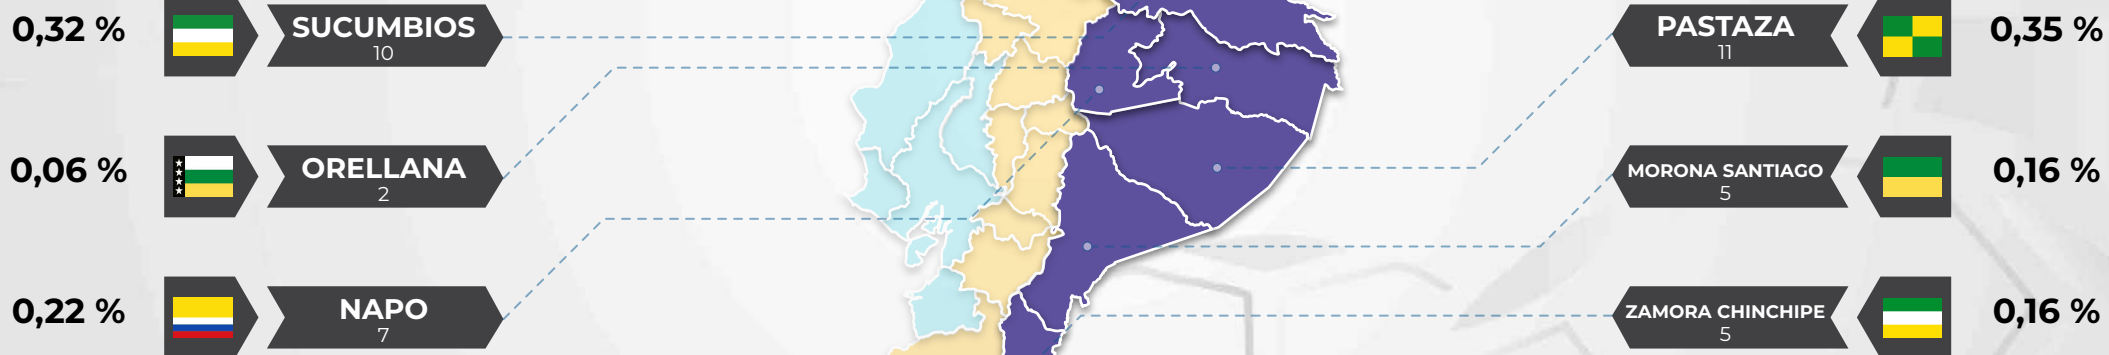 0,32 %
SUCUMBIOS
10
0,06 %
ORELLANA
2
0,22 %
NAPO
7
PASTAZA
11
0,35 %
MORONA SANTIAGO
5
0,16 %
ZAMORA CHINCHIPE
5
0,16 %